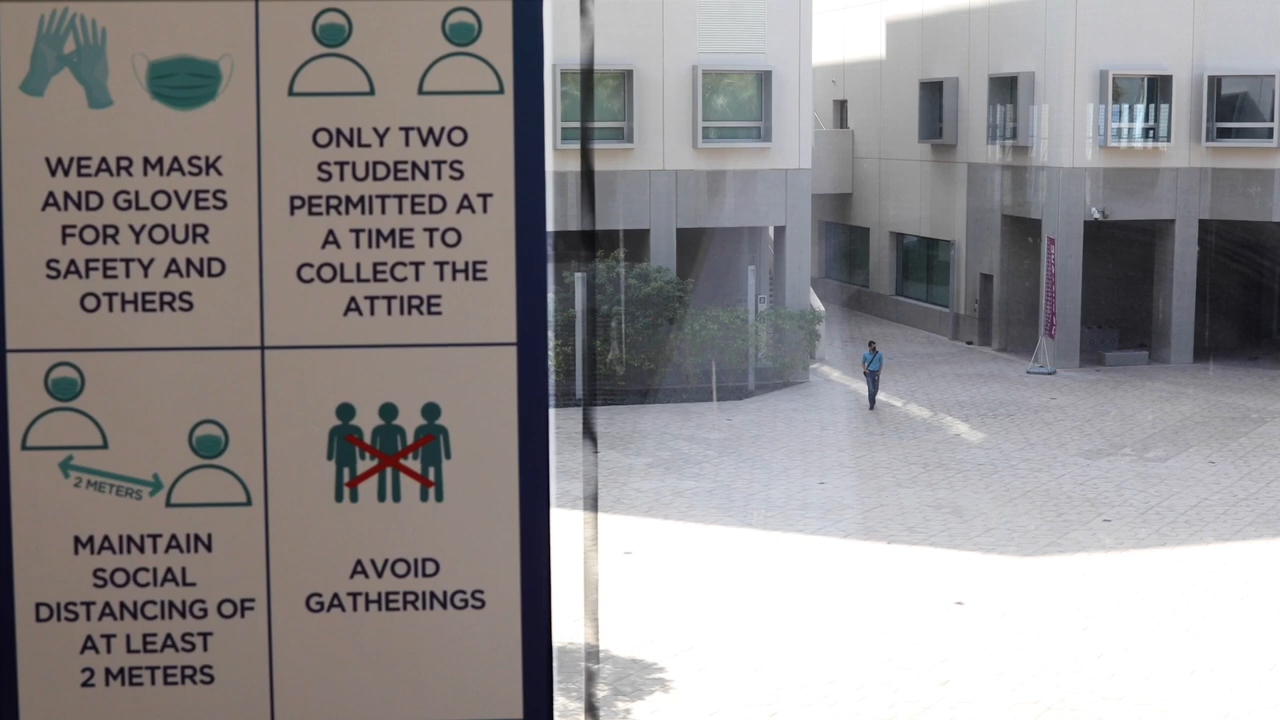 WEAR MASK
AND GLOVES
FOR YOUR
SAFETY AND
OTHERS
ONLY TWO
STUDENTS
PERMITTED AT
A TIME TO
COLLECT THE
ATTIRE
2 METERS
MAINTAIN
SOCIAL
DISTANCING OF
AT LEAST
2 METERS
AVOID
GATHERINGS